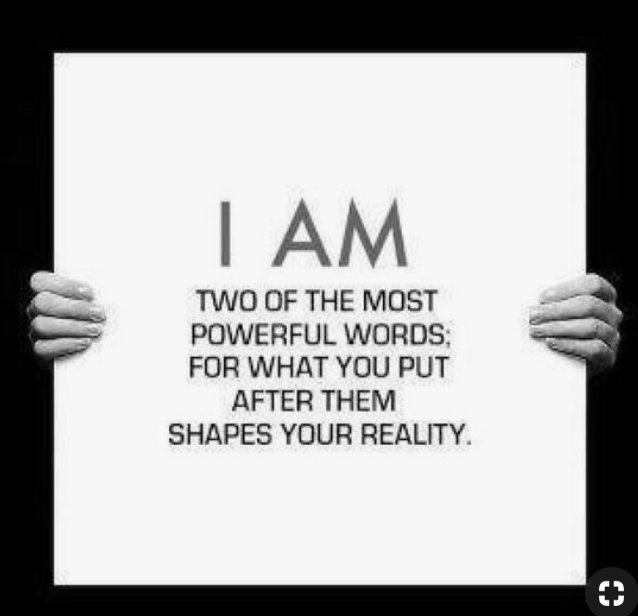 I AM
TWO OF THE MOST
POWERFUL WORDS;
FOR WHAT YOU PUT
AFTER THEM
SHAPES YOUR REALITY.